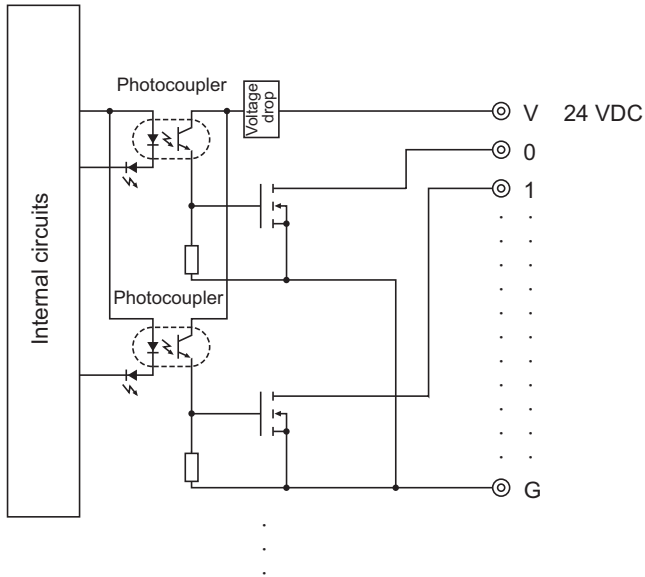 Photocoupler
Voltage
drop
V 24 VDC
0
1
Internal circuits
Photocoupler
G